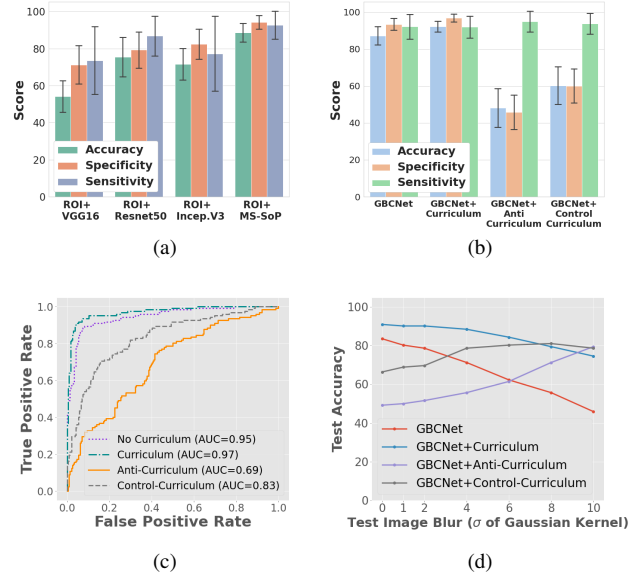 100
80
60
40
20
0
Score
Accuracy
Specificity
Sensitivity
ROI+
VGG16
ROI+
Resnet50
ROI+
Incep.V3
ROI+
MS-SoP
(a)
100
80
60
40
20
0
Score
Accuracy
Specificity
Sensitivity
GBCNet
GBCNet+
Curriculum
GBCNet+
Anti
Curriculum
GBCNet+
Control
Curriculum
(b)
1.0
0.8
0.6
0.4
0.2
0.0
True Positive Rate
No Curriculum (AUC=0.95)
Curriculum (AUC=0.97)
Anti-Curriculum (AUC=0.69)
Control-Curriculum (AUC=0.83)
0.0 0.2 0.4 0.6 0.8 1.0
False Positive Rate
(c)
100
80
60
40
20
0
Test Accuracy
GBCNet
GBCNet+Curriculum
GBCNet+Anti-Curriculum
GBCNet+Control-Curriculum
0 1 2 4 6 8 10
Test Image Blur (σ of Gaussian Kernel)
(d)